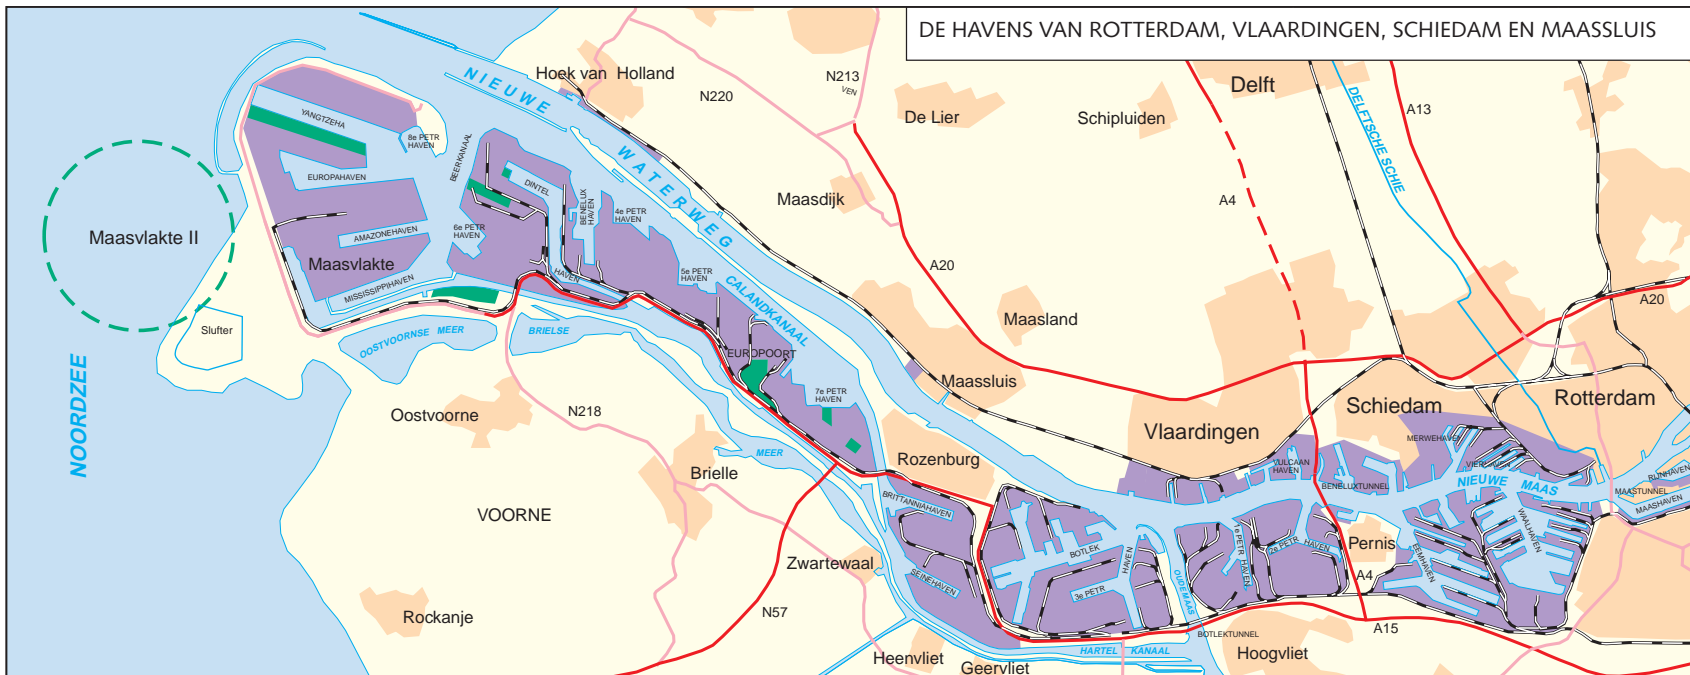 DE HAVENS VAN ROTTERDAM, VLAARDINGEN, SCHIEDAM EN MAASSLUIS
NIEUWE
WATERWEG
Hoek van Holland
N220
N213
VEN
De Lier
Schipluiden
Delft
DELFTSCHE SCHIE
A13
YANGTZEHA
8e PETR
HAVEN
BEERKANAAL
EUROPAHAVEN
DINTEL
HAVEN
BENELUX
HAVEN
4e PETR
HAVEN
Maasdijk
A4
Maasvlakte II
AMAZONEHAVEN
6e PETR
HAVEN
Maasvlakte
MISSISSIPPIHAVEN
5e PETR
HAVEN
CALANDKANAAL
A20
A20
Slufter
OOSTVOORNSE MEER
BRIELSE
MEER
Maasland
NOORDZEE
EUROPOORT
7e PETR
HAVEN
Maassluis
Oostvoorne
N218
Schiedam
Rotterdam
Vlaardingen
MERWEHAVEN
VIERHAVEN
Brielle
Rozenburg
VULCAAN
HAVEN
BENELUXTUNNEL
NIEUWE MAAS
RIJNHAVEN
MAASTUNNEL
MAASHAVEN
VOORNE
BRITTANNIAHAVEN
BOTLEK
HAVEN
1e PETR HAVEN
2e PETR HAVEN
Pernis
EEMHAVEN
WAALHAVEN
Zwartewaal
SEINEHAVEN
3e PETR
OUDE MAAS
A4
Rockanje
N57
A15
BOTLEKTUNNEL
Heenvliet
Geervliet
HARTEL KANAAL
Hoogvliet